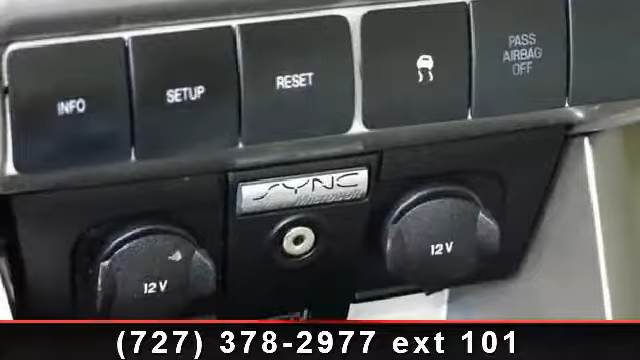 INFO
SETUP
RESET
PASS
AIRBAG
OFF
SYNC
12V
12V
(727) 378-2977 ext 101